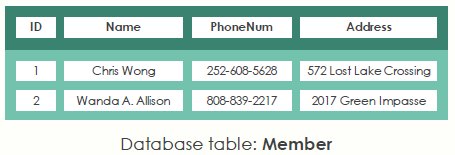 ID Name PhoneNum Address
1 Chris Wong 252-608-5628 572 Lost Lake Crossing
2 Wanda A. Allison 808-839-2217 2017 Green Impasse
Database table: Member